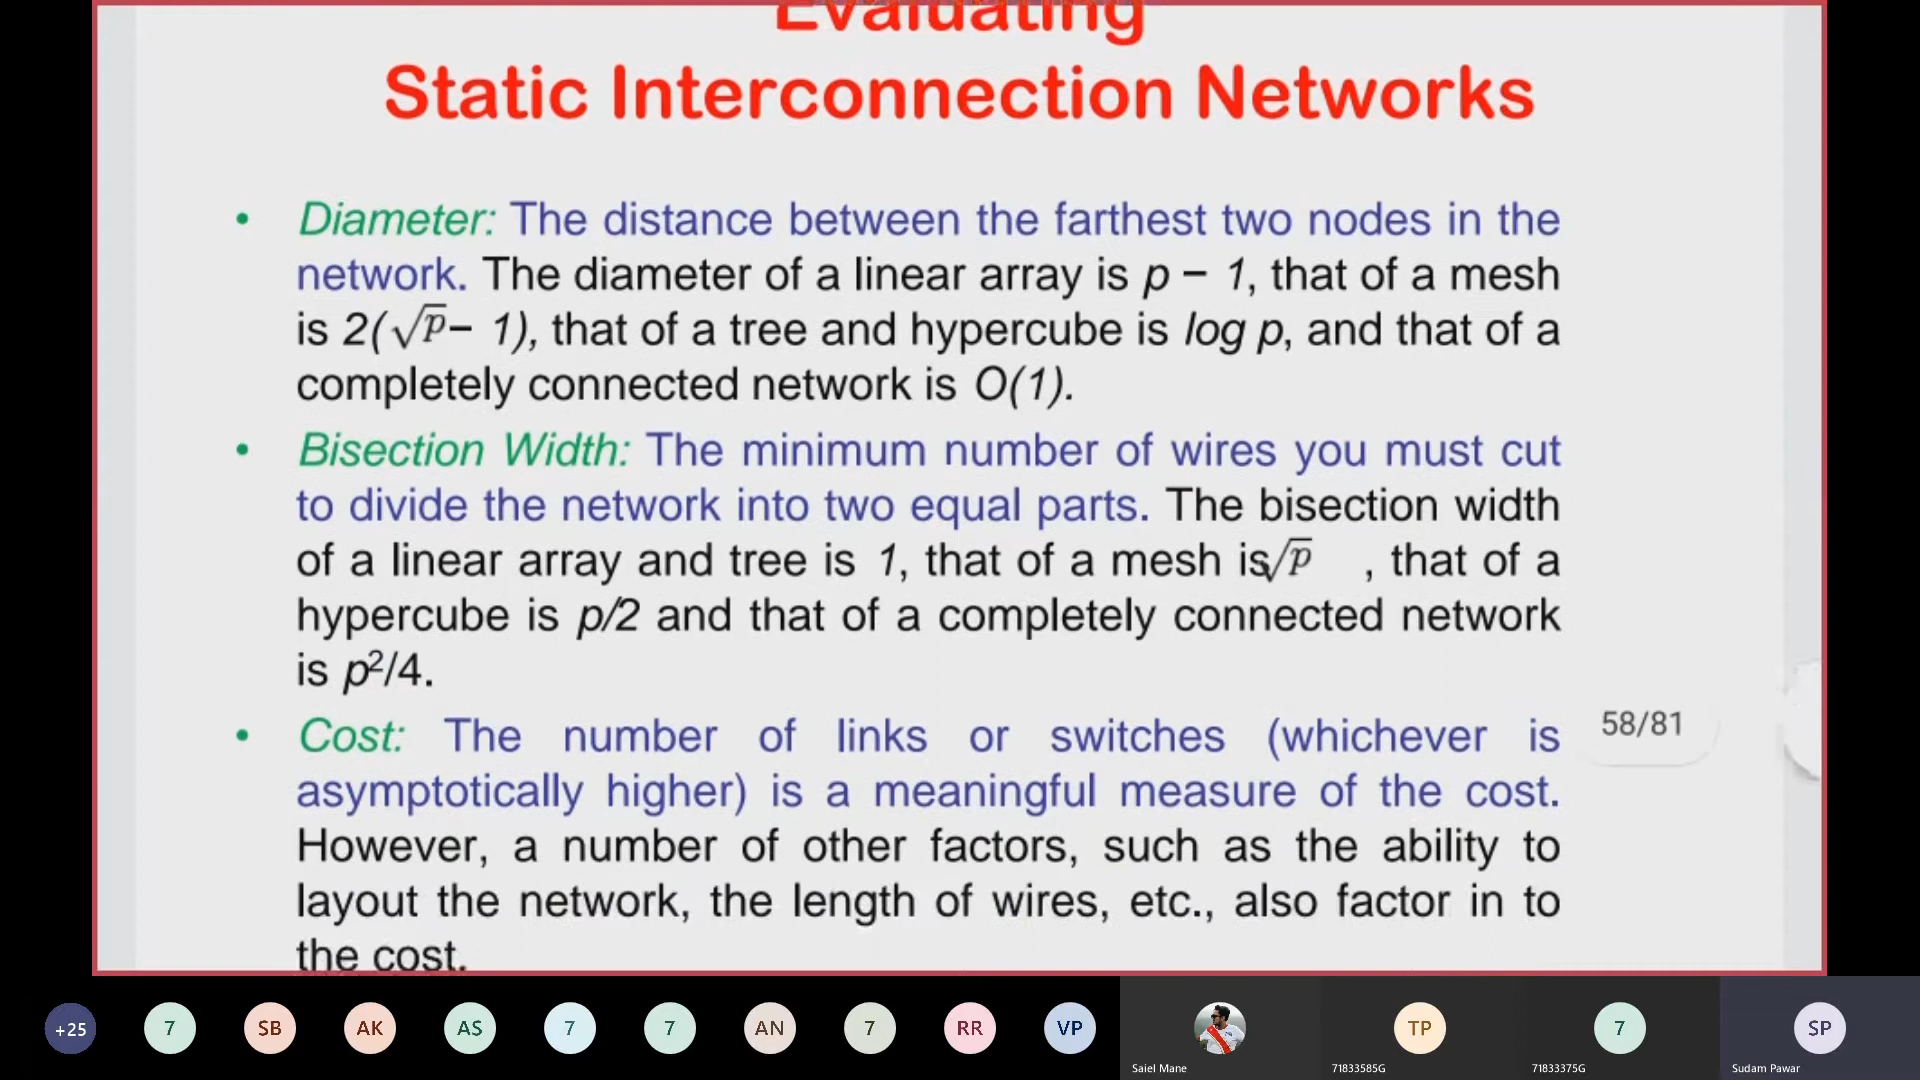 Evaluating
Static Interconnection Networks
• Diameter: The distance between the farthest two nodes in the
network. The diameter of a linear array is p − 1, that of a mesh
is 2(√p− 1), that of a tree and hypercube is log p, and that of a
completely connected network is O(1).
• Bisection Width: The minimum number of wires you must cut
to divide the network into two equal parts. The bisection width
of a linear array and tree is 1, that of a mesh is√p , that of a
hypercube is p/2 and that of a completely connected network
is p²/4.
• Cost: The number of links or switches (whichever is
asymptotically higher) is a meaningful measure of the cost.
However, a number of other factors, such as the ability to
layout the network, the length of wires, etc., also factor in to
the cost.
58/81
+25 7 SB AK AS 7 7 AN 7 RR VP TP 7 SP
Saiel Mane 71833585G 71833375G Sudam Pawar